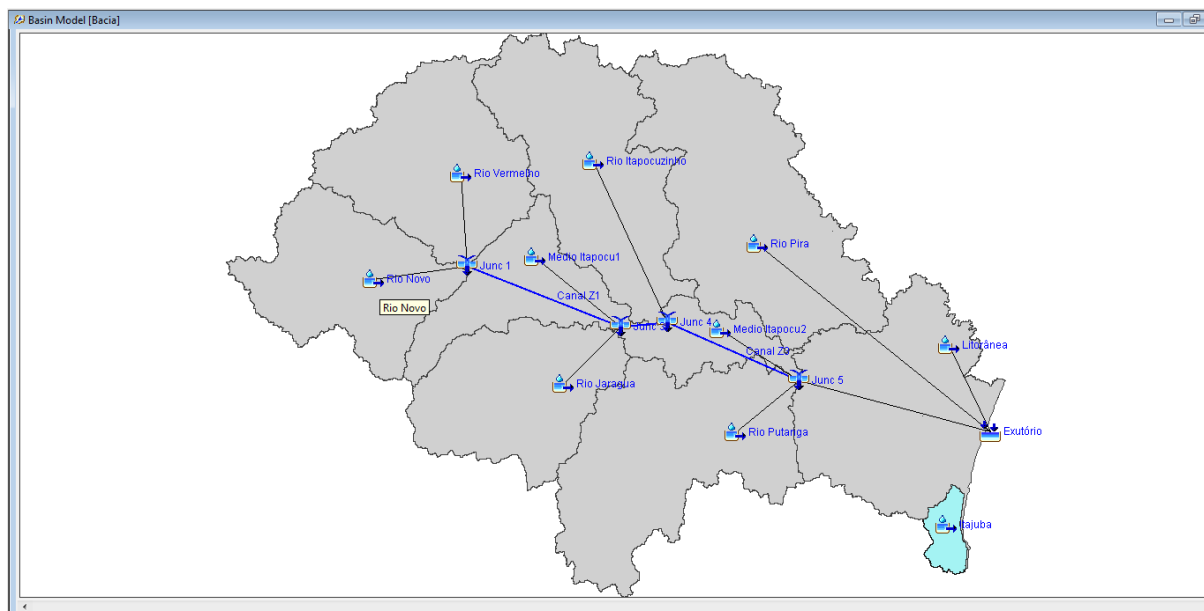 Basin Model [Bacia]
Rio Vermelho
Rio Itapocuzinho
Rio Pira
Junc 1
Medio Itapocu1
Rio Novo
Canal Z1
Rio Novo
Junc
Junc 4
Medio Itapocu2
Canal
Litorânea
Junc 5
Rio Jaragua
Rio Putanga
Exutório
Itajuba